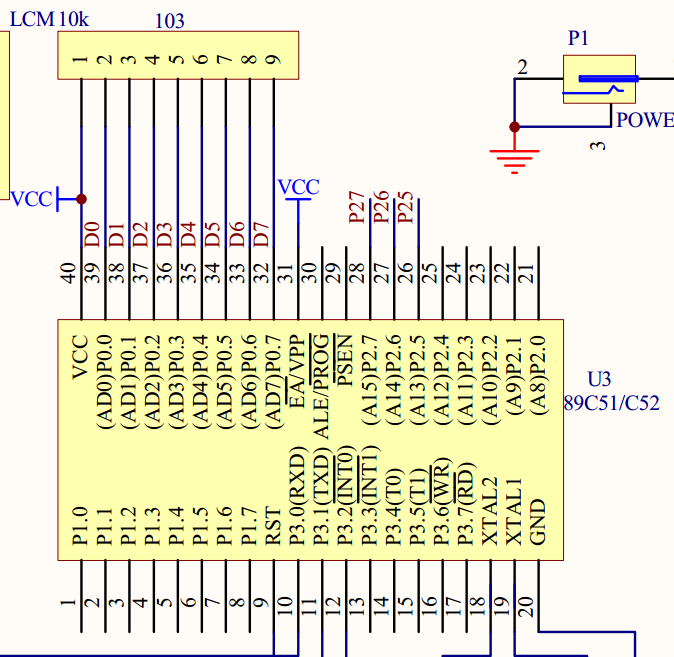 LCM 10k
103
1 2 3 4 5 6 7 8 9
P1
2
POWE
3
VCC
VCC
D0 D1 D2 D3 D4 D5 D6 D7
P27 P26 P25
40 39 38 37 36 35 34 33 32 31 30 29 28 27 26 25 24 23 22 21
VCC
(AD0)P0.0
(AD1)P0.1
(AD2)P0.2
(AD3)P0.3
(AD4)P0.4
(AD5)P0.5
(AD6)P0.6
(AD7)P0.7
EA/VPP
ALE/PROG
PSEN
(A15)P2.7
(A14)P2.6
(A13)P2.5
(A12)P2.4
(A11)P2.3
(A10)P2.2
(A9)P2.1
(A8)P2.0
U3
89C51/C52
P1.0
P1.1
P1.2
P1.3
P1.4
P1.5
P1.6
P1.7
RST
P3.0(RXD)
P3.1(TXD)
P3.2(INT0)
P3.3(INT1)
P3.4(T0)
P3.5(T1)
P3.6(WR)
P3.7(RD)
XTAL2
XTAL1
GND
1 2 3 4 5 6 7 8 9 10 11 12 13 14 15 16 17 18 19 20